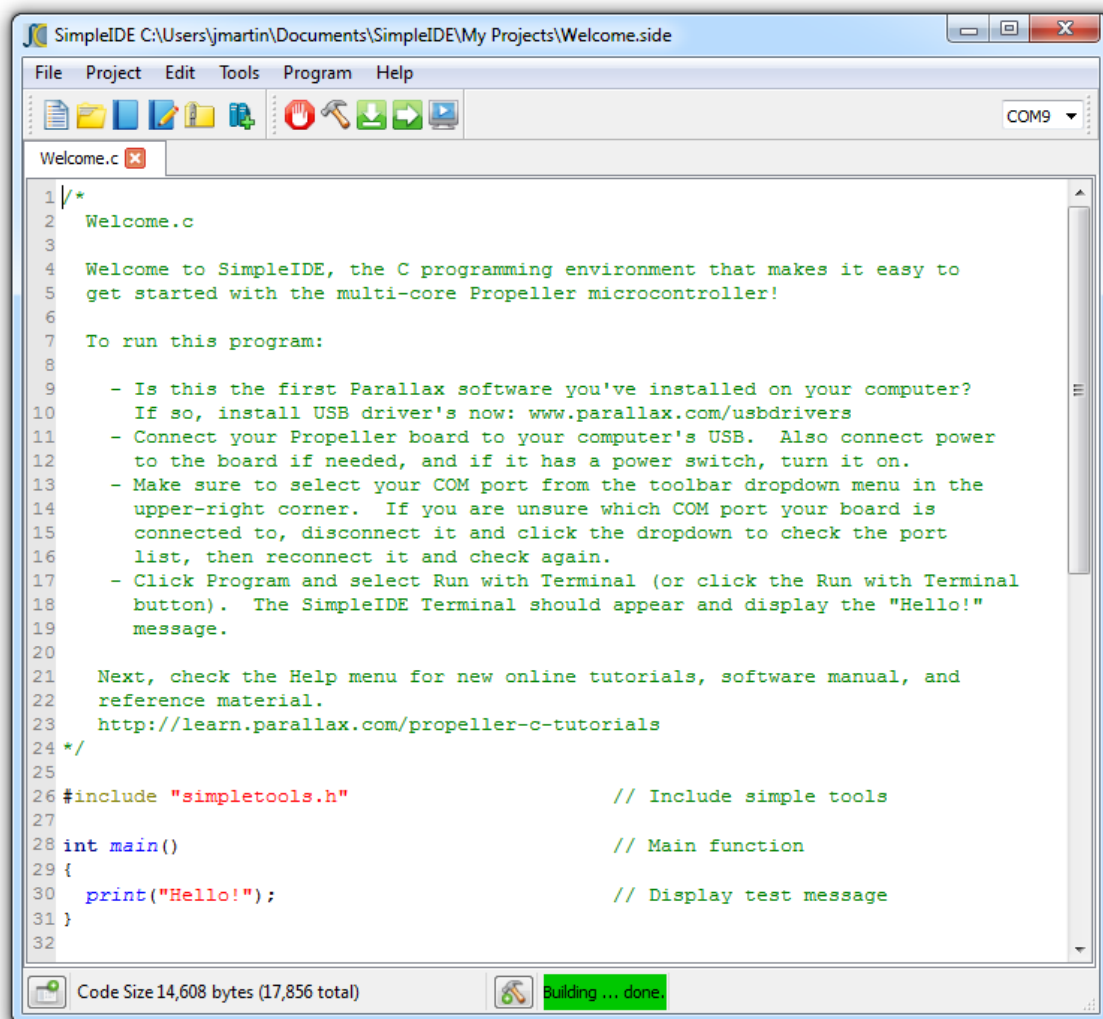 SimpleIDE C:\Users\jmartin\Documents\SimpleIDE\My Projects\Welcome.side
File Project Edit Tools Program Help
COM9
Welcome.c
1 /*
2   Welcome.c
3
4   Welcome to SimpleIDE, the C programming environment that makes it easy to
5   get started with the multi-core Propeller microcontroller!
6
7   To run this program:
8
9     - Is this the first Parallax software you've installed on your computer?
10      If so, install USB driver's now: www.parallax.com/usbdrivers
11    - Connect your Propeller board to your computer's USB.  Also connect power
12      to the board if needed, and if it has a power switch, turn it on.
13    - Make sure to select your COM port from the toolbar dropdown menu in the
14      upper-right corner.  If you are unsure which COM port your board is
15      connected to, disconnect it and click the dropdown to check the port
16      list, then reconnect it and check again.
17    - Click Program and select Run with Terminal (or click the Run with Terminal
18      button).  The SimpleIDE Terminal should appear and display the "Hello!"
19      message.
20
21   Next, check the Help menu for new online tutorials, software manual, and
22   reference material.
23   http://learn.parallax.com/propeller-c-tutorials
24 */
25
26 #include "simpletools.h"                      // Include simple tools
27
28 int main()                                    // Main function
29 {
30   print("Hello!");                            // Display test message
31 }
32
Code Size 14,608 bytes (17,856 total) Building ... done.